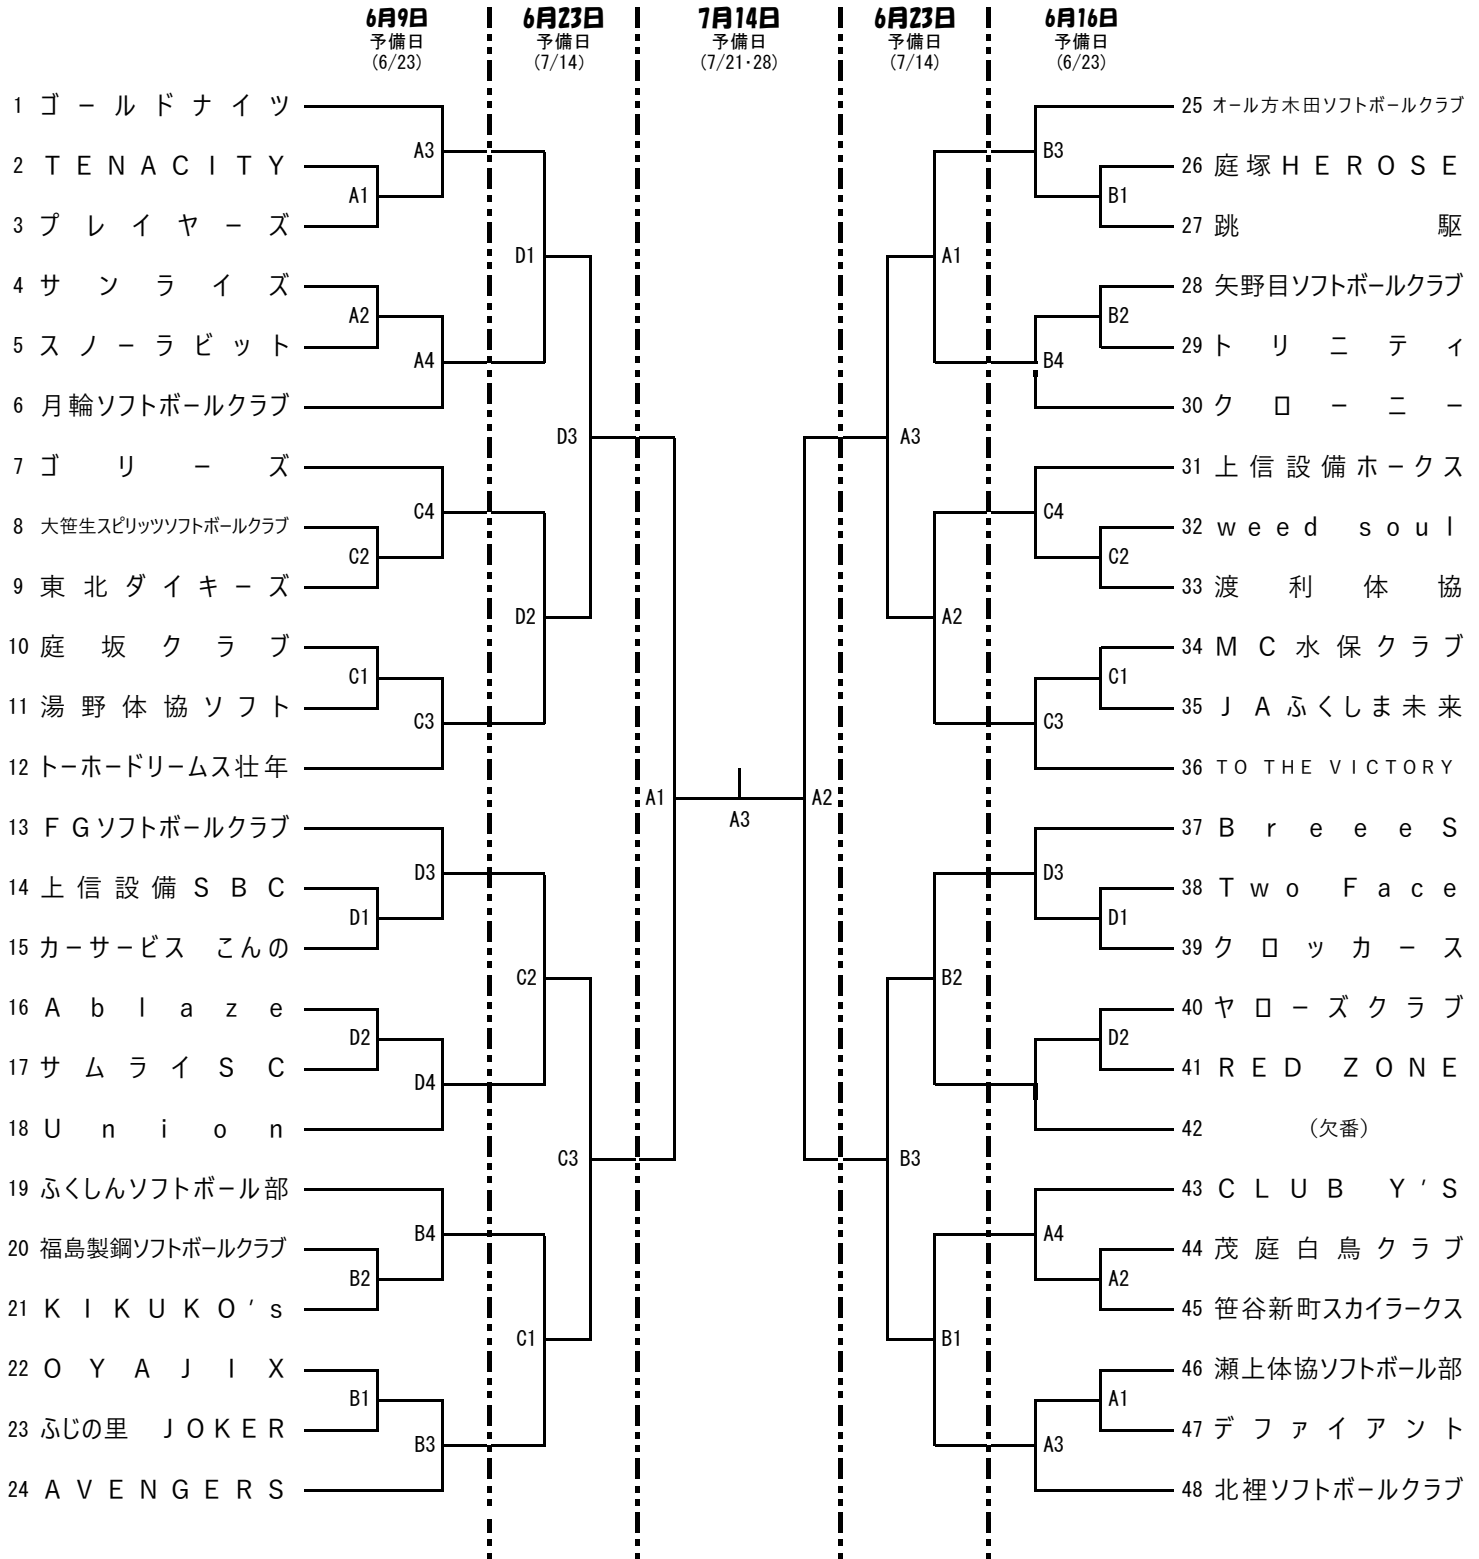 6月9日 6月23日 7月14日 6月23日 6月16日
予備日 予備日 予備日 予備日 予備日
(6/23) (7/14) (7/21・28) (7/14) (6/23)
1 ゴールドナイツ
2 TENACITY
3 プレイヤーズ
4 サンライズ
5 スノーラビット
6 月輪ソフトボールクラブ
7 ゴリーズ
8 大笹生スピリッツソフトボールクラブ
9 東北ダイキーズ
10 庭坂クラブ
11 湯野体協ソフト
12 トーホードリームス壮年
13 FGソフトボールクラブ
14 上信設備SBC
15 カーサービス こんの
16 Ablaze
17 サムライSC
18 Union
19 ふくしんソフトボール部
20 福島製鋼ソフトボールクラブ
21 KIKUKO's
22 OYAJIX
23 ふじの里 JOKER
24 AVENGERS
A3
A1
A2
A4
C4
C2
C1
C3
D3
D1
D2
D4
B4
B2
B1
B3
D1
D2
C2
C1
D3
C3
A1
A3
A2
A3
B3
A1
A2
B2
B1
B3
B1
B2
B4
C4
C2
C1
C3
D3
D1
D2
A4
A2
A1
A3
25 オール方木田ソフトボールクラブ
26 庭塚HEROSE
27 跳駆
28 矢野目ソフトボールクラブ
29 トリニティ
30 クローニー
31 上信設備ホークス
32 weed soul
33 渡利体協
34 MC水保クラブ
35 JAふくしま未来
36 TO THE VICTORY
37 BreeeS
38 Two Face
39 クロッカース
40 ヤローズクラブ
41 RED ZONE
42 (欠番)
43 CLUB Y'S
44 茂庭白鳥クラブ
45 笹谷新町スカイラークス
46 瀬上体協ソフトボール部
47 デファイアント
48 北裡ソフトボールクラブ